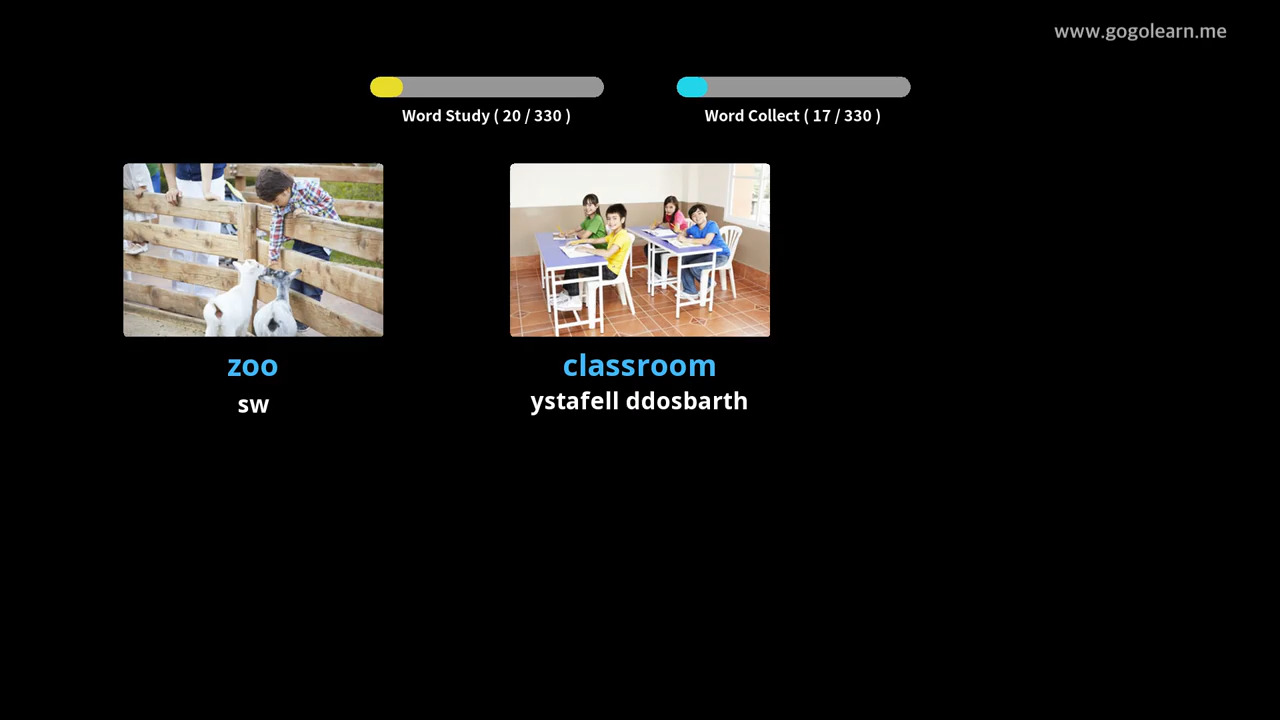 www.gogolearn.me
Word Study ( 20 / 330 )
Word Collect ( 17 / 330 )
zoo
sw
classroom
ystafell ddosbarth